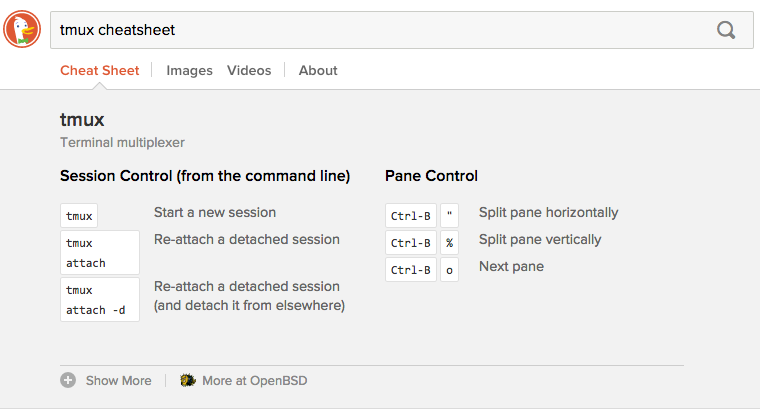 tmux cheatsheet
Cheat Sheet Images Videos About
tmux
Terminal multiplexer
Session Control (from the command line)
tmux Start a new session
tmux attach Re-attach a detached session
tmux attach -d Re-attach a detached session
(and detach it from elsewhere)
Pane Control
Ctrl-B " Split pane horizontally
Ctrl-B % Split pane vertically
Ctrl-B o Next pane
Show More More at OpenBSD